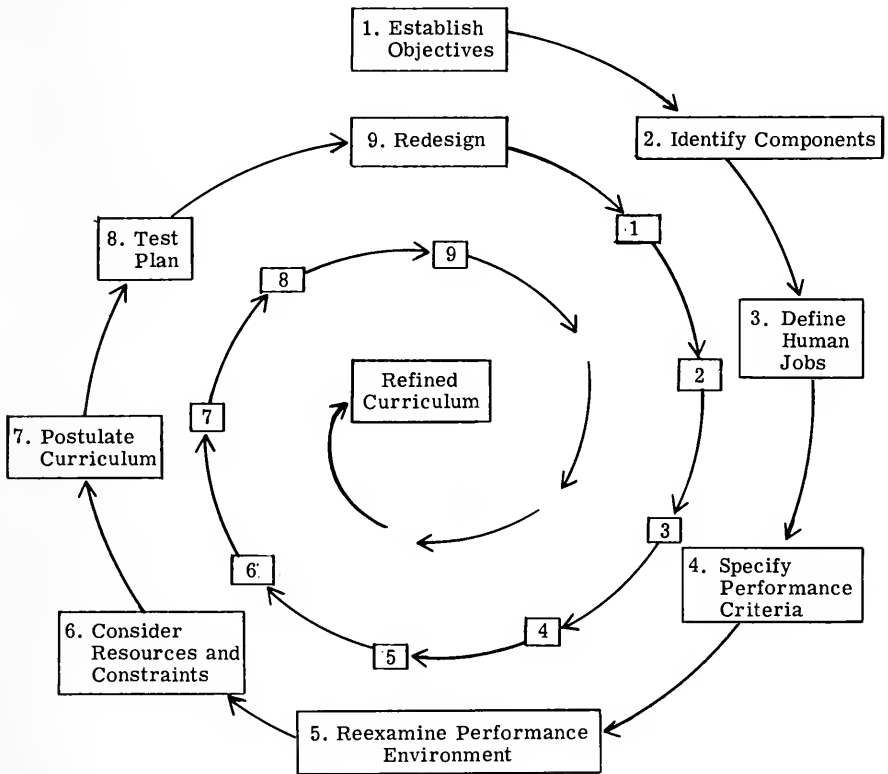 1. Establish
Objectives
2. Identify Components
3. Define
Human
Jobs
4. Specify
Performance
Criteria
5. Reexamine Performance
Environment
6. Consider
Resources and
Constraints
7. Postulate
Curriculum
8. Test
Plan
9. Redesign
1
2
3
4
5
6
7
8
9
Refined
Curriculum